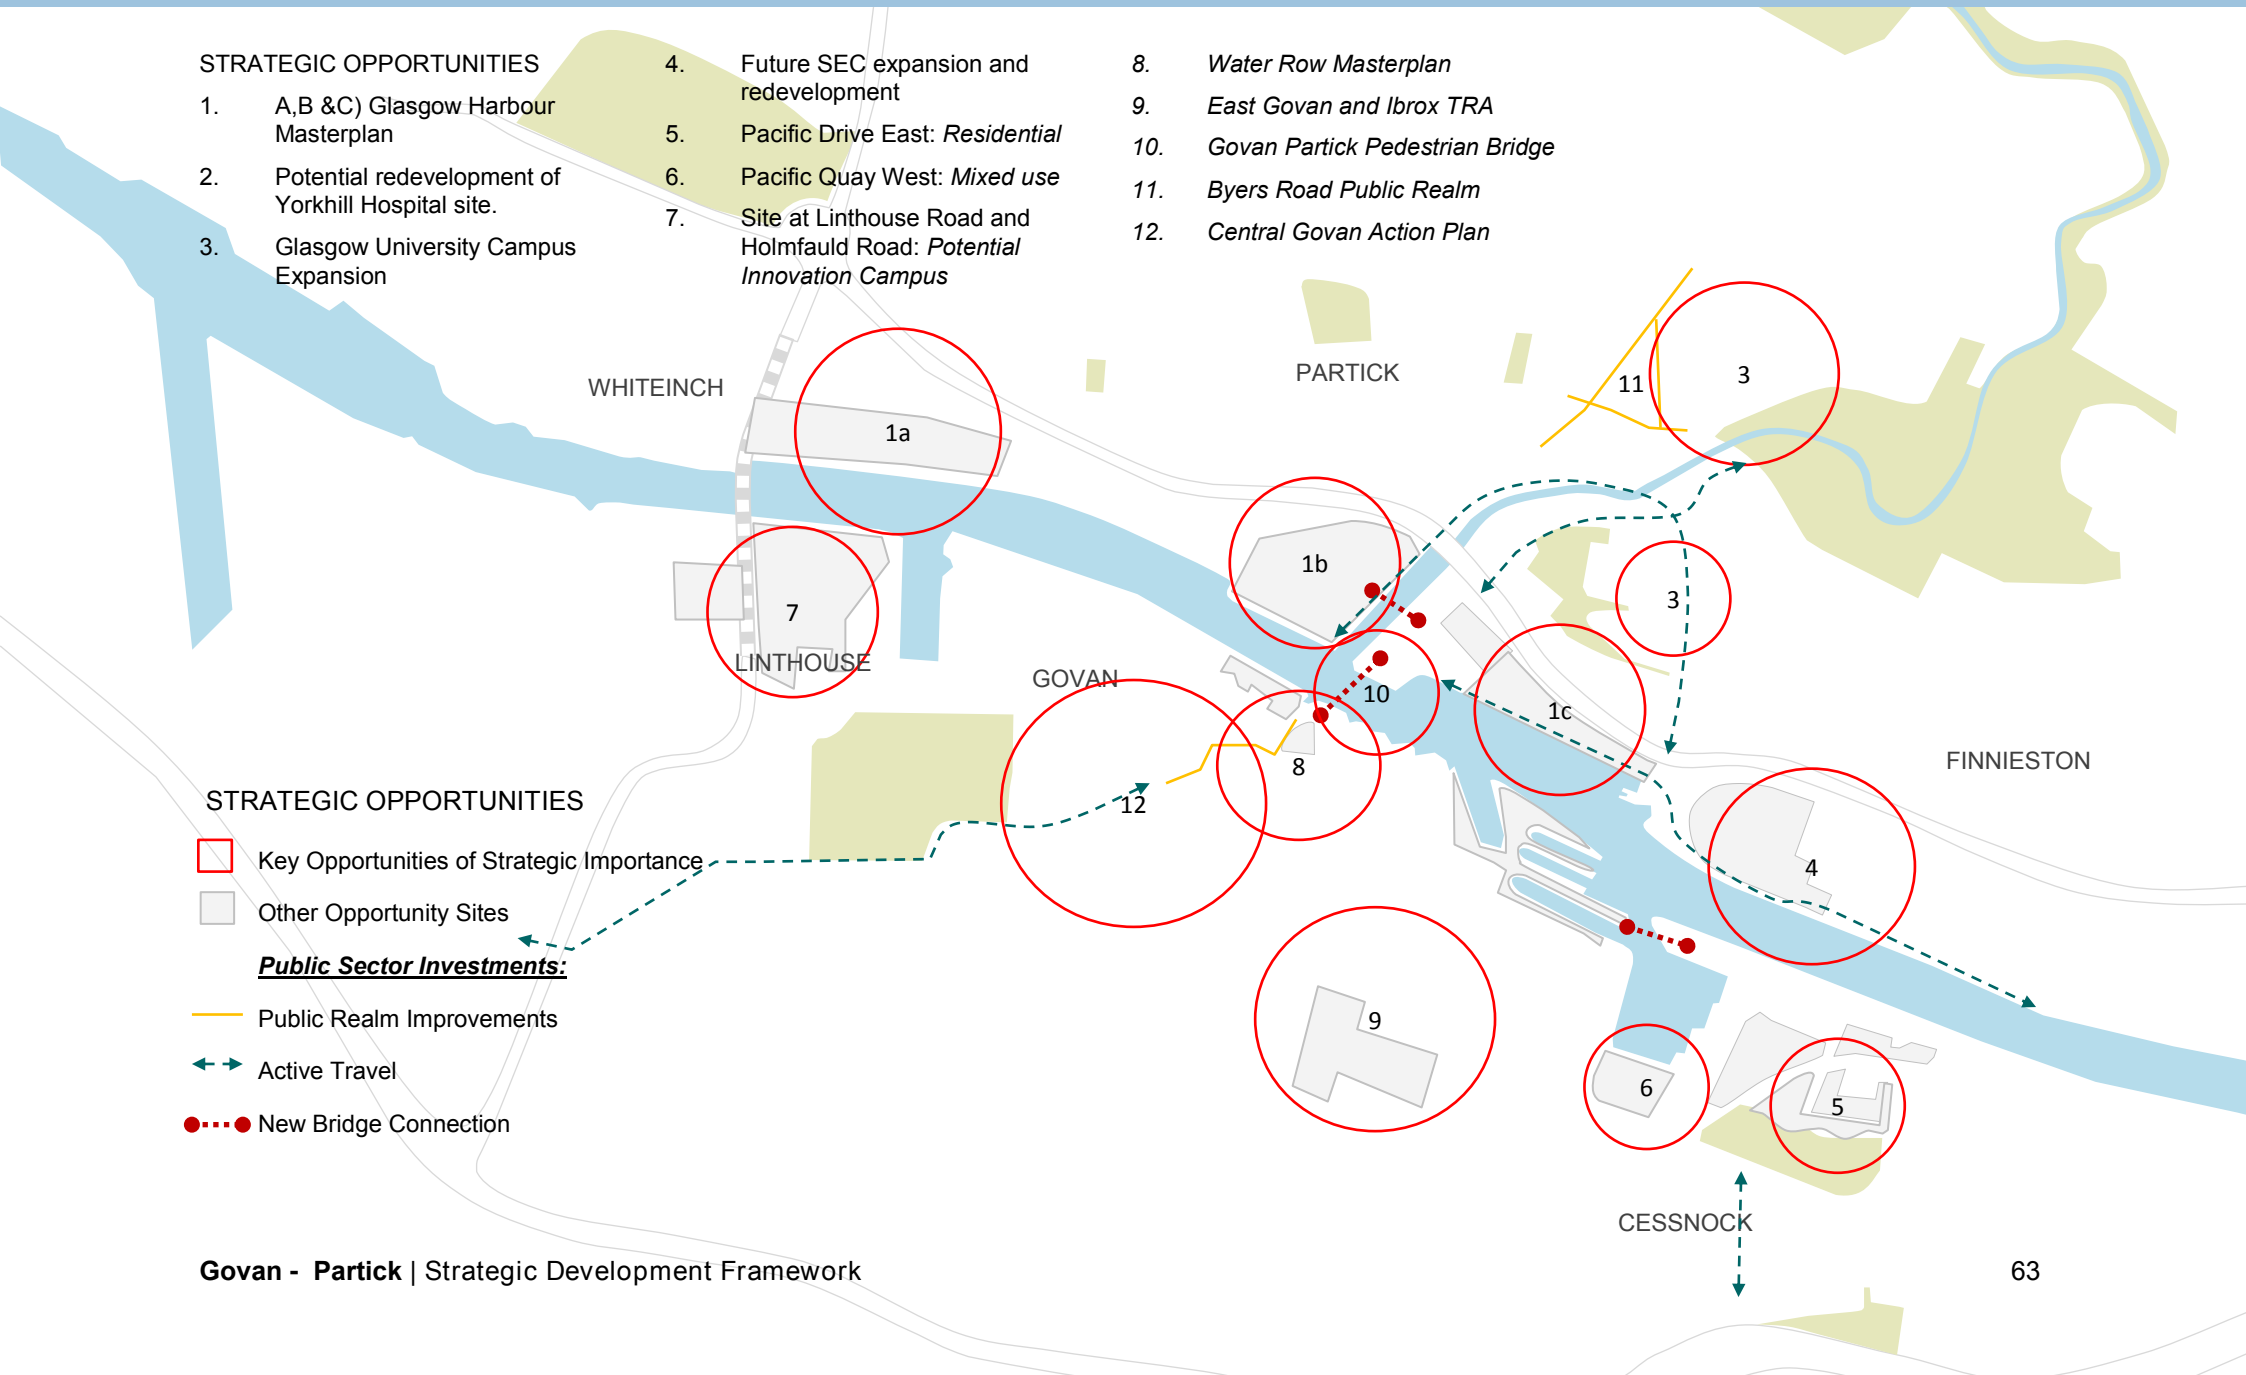 STRATEGIC OPPORTUNITIES
1. A,B &C) Glasgow Harbour
Masterplan
2. Potential redevelopment of
Yorkhill Hospital site.
3. Glasgow University Campus
Expansion
4. Future SEC expansion and
redevelopment
5. Pacific Drive East: Residential
6. Pacific Quay West: Mixed use
7. Site at Linthouse Road and
Holmfauld Road: Potential
Innovation Campus
8. Water Row Masterplan
9. East Govan and Ibrox TRA
10. Govan Partick Pedestrian Bridge
11. Byers Road Public Realm
12. Central Govan Action Plan
WHITEINCH
PARTICK
11
3
1a
1b
3
7
LINTHOUSE
GOVAN
10
1c
8
12
FINNIESTON
4
9
6
5
CESSNOCK
STRATEGIC OPPORTUNITIES
Key Opportunities of Strategic Importance
Other Opportunity Sites
Public Sector Investments:
Public Realm Improvements
Active Travel
New Bridge Connection
Govan - Partick | Strategic Development Framework
63